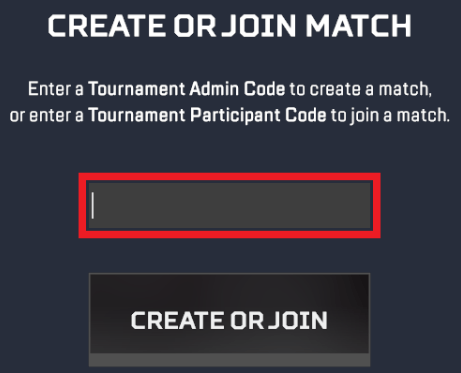 CREATE OR JOIN MATCH
Enter a Tournament Admin Code to create a match,
or enter a Tournament Participant Code to join a match.
CREATE OR JOIN